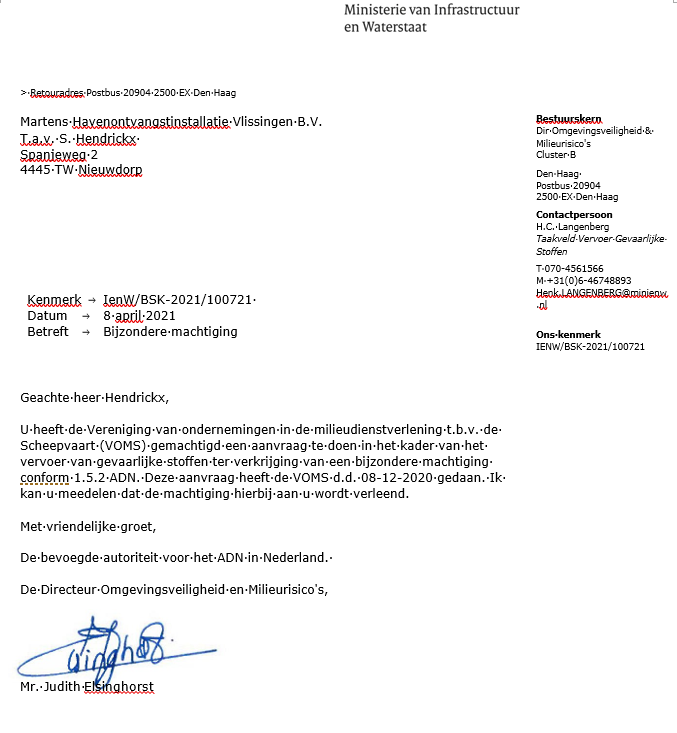 Ministerie van Infrastructuur
en Waterstaat
> Retouradres Postbus 20904 2500 EX Den Haag
Martens Havenontvangstinstallatie Vlissingen B.V.
T.a.v. S. Hendrickx
Spanjeweg 2
4445 TW Nieuwdorp
Bestuurskern
Dir Omgevingsveiligheid &
Milieurisico's
Cluster B
Den Haag
Postbus 20904
2500 EX Den Haag
Contactpersoon
H.C. Langenberg
Taakveld Vervoer Gevaarlijke
Stoffen
T 070-4561566
M +31(0)6-46748893
Henk.LANGENBERG@minienw
.nl
Ons kenmerk
IENW/BSK-2021/100721
Kenmerk → IenW/BSK-2021/100721
Datum → 8 april 2021
Betreft → Bijzondere machtiging
Geachte heer Hendrickx,
U heeft de Vereniging van ondernemingen in de milieudienstverlening t.b.v. de
Scheepvaart (VOMS) gemachtigd een aanvraag te doen in het kader van het
vervoer van gevaarlijke stoffen ter verkrijging van een bijzondere machtiging
conform 1.5.2 ADN. Deze aanvraag heeft de VOMS d.d. 08-12-2020 gedaan. Ik
kan u meedelen dat de machtiging hierbij aan u wordt verleend.
Met vriendelijke groet,
De bevoegde autoriteit voor het ADN in Nederland.
De Directeur Omgevingsveiligheid en Milieurisico's,
Mr. Judith Elsinghorst